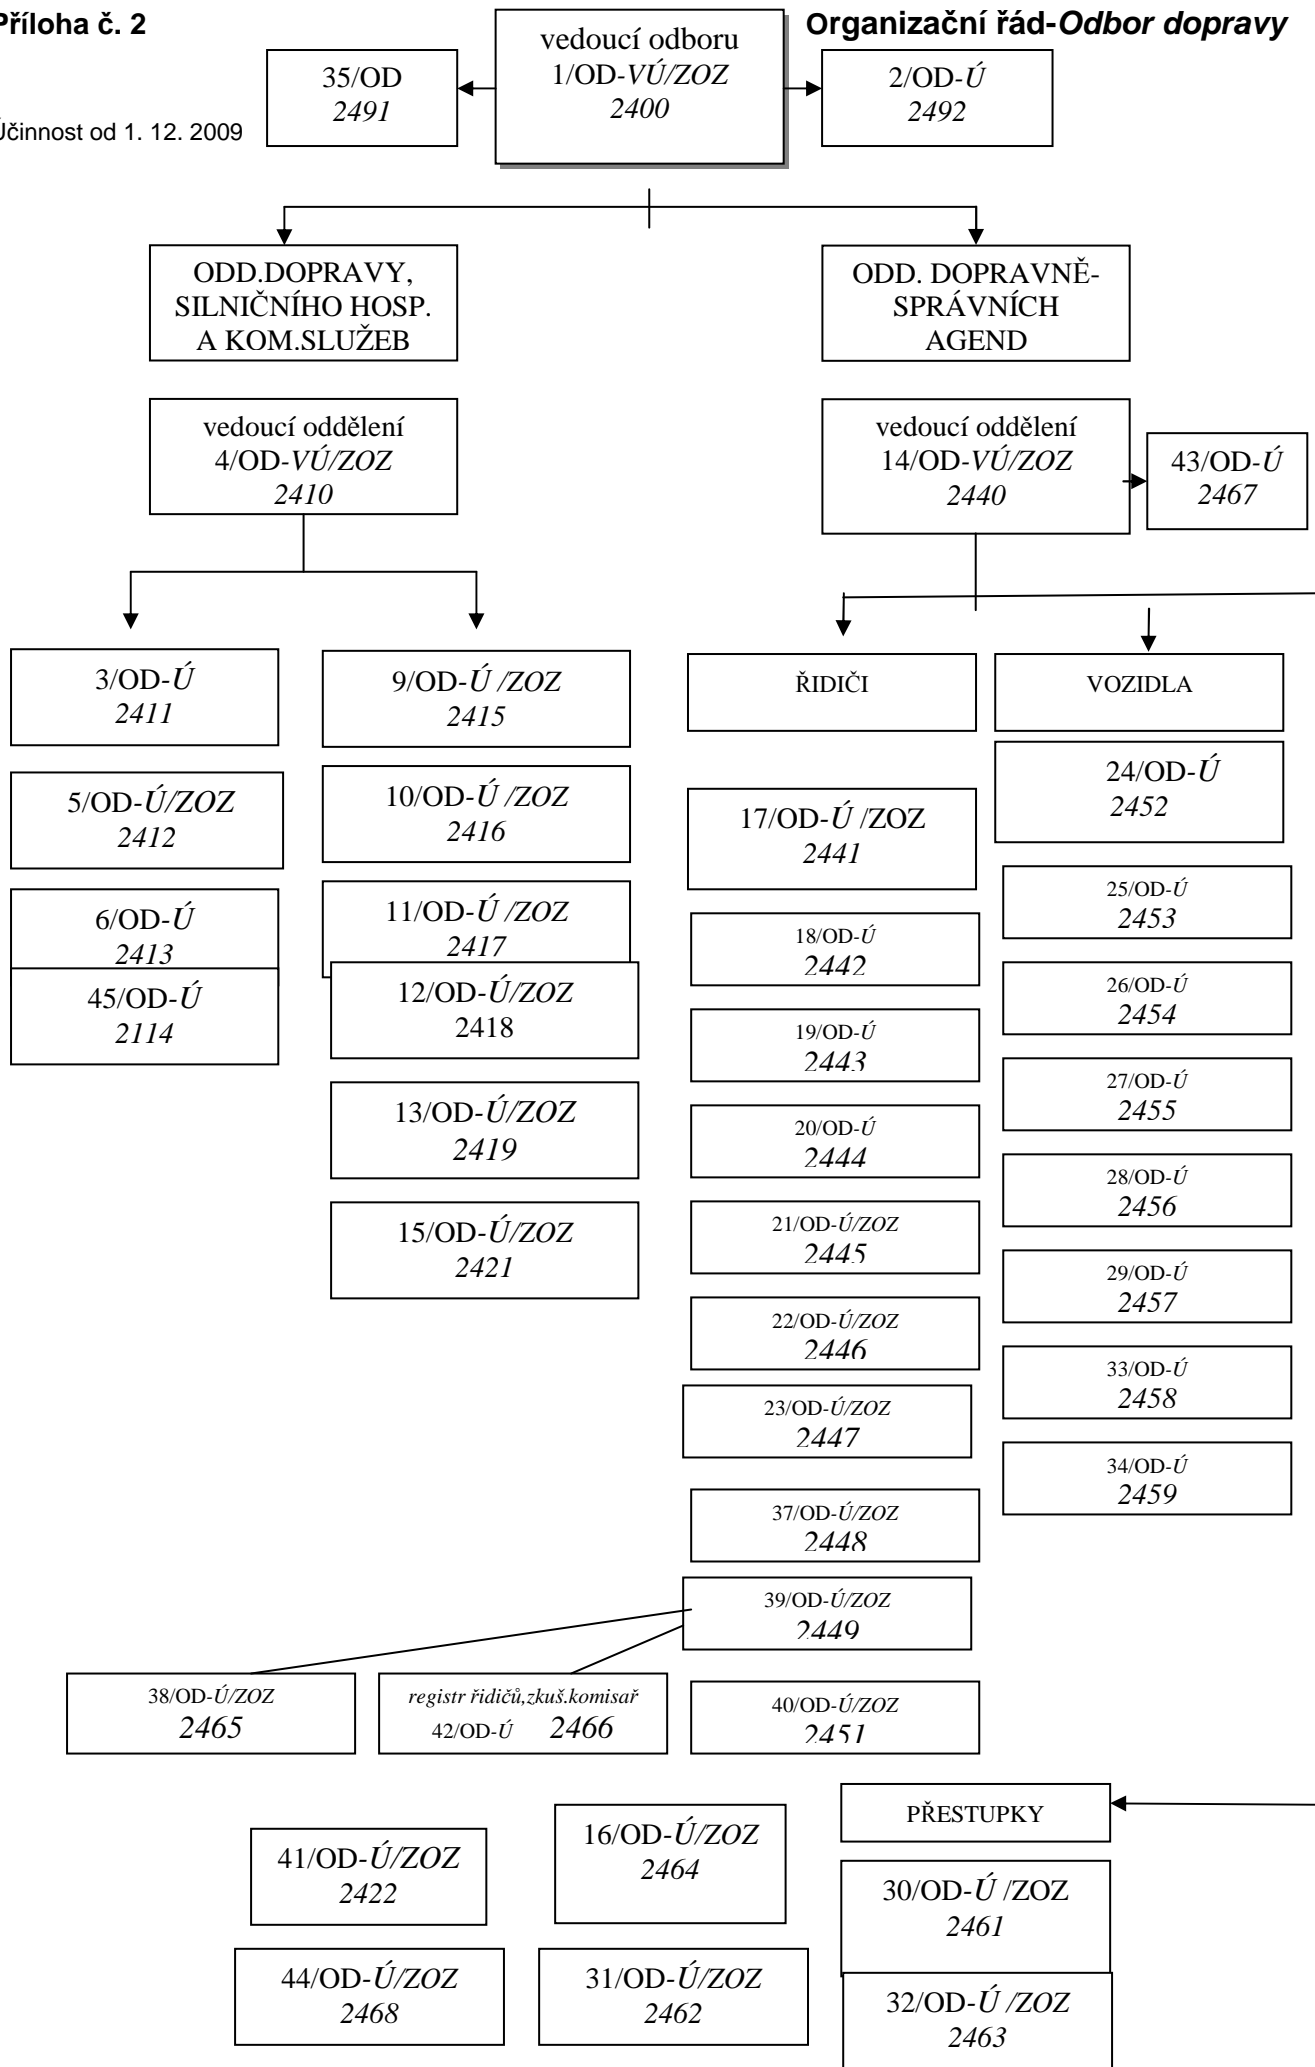 Příloha č. 2
Organizační řád-Odbor dopravy
vedoucí odboru
1/OD-VÚ/ZOZ
2400
35/OD
2491
2/OD-Ú
2492
Účinnost od 1. 12. 2009
ODD.DOPRAVY,
SILNIČNÍHO HOSP.
A KOM.SLUŽEB
ODD. DOPRAVNĚ-
SPRÁVNÍCH
AGEND
vedoucí oddělení
4/OD-VÚ/ZOZ
2410
vedoucí oddělení
14/OD-VÚ/ZOZ
2440
43/OD-Ú
2467
3/OD-Ú
2411
5/OD-Ú/ZOZ
2412
6/OD-Ú
2413
45/OD-Ú
2114
9/OD-Ú /ZOZ
2415
10/OD-Ú /ZOZ
2416
11/OD-Ú /ZOZ
2417
12/OD-Ú/ZOZ
2418
13/OD-Ú/ZOZ
2419
15/OD-Ú/ZOZ
2421
ŘIDIČI
17/OD-Ú /ZOZ
2441
18/OD-Ú
2442
19/OD-Ú
2443
20/OD-Ú
2444
21/OD-Ú/ZOZ
2445
22/OD-Ú/ZOZ
2446
23/OD-Ú/ZOZ
2447
37/OD-Ú/ZOZ
2448
39/OD-Ú/ZOZ
2449
40/OD-Ú/ZOZ
2451
VOZIDLA
24/OD-Ú
2452
25/OD-Ú
2453
26/OD-Ú
2454
27/OD-Ú
2455
28/OD-Ú
2456
29/OD-Ú
2457
33/OD-Ú
2458
34/OD-Ú
2459
38/OD-Ú/ZOZ
2465
registr řidičů,zkuš.komisař
42/OD-Ú 2466
PŘESTUPKY
41/OD-Ú/ZOZ
2422
16/OD-Ú/ZOZ
2464
30/OD-Ú /ZOZ
2461
44/OD-Ú/ZOZ
2468
31/OD-Ú/ZOZ
2462
32/OD-Ú /ZOZ
2463